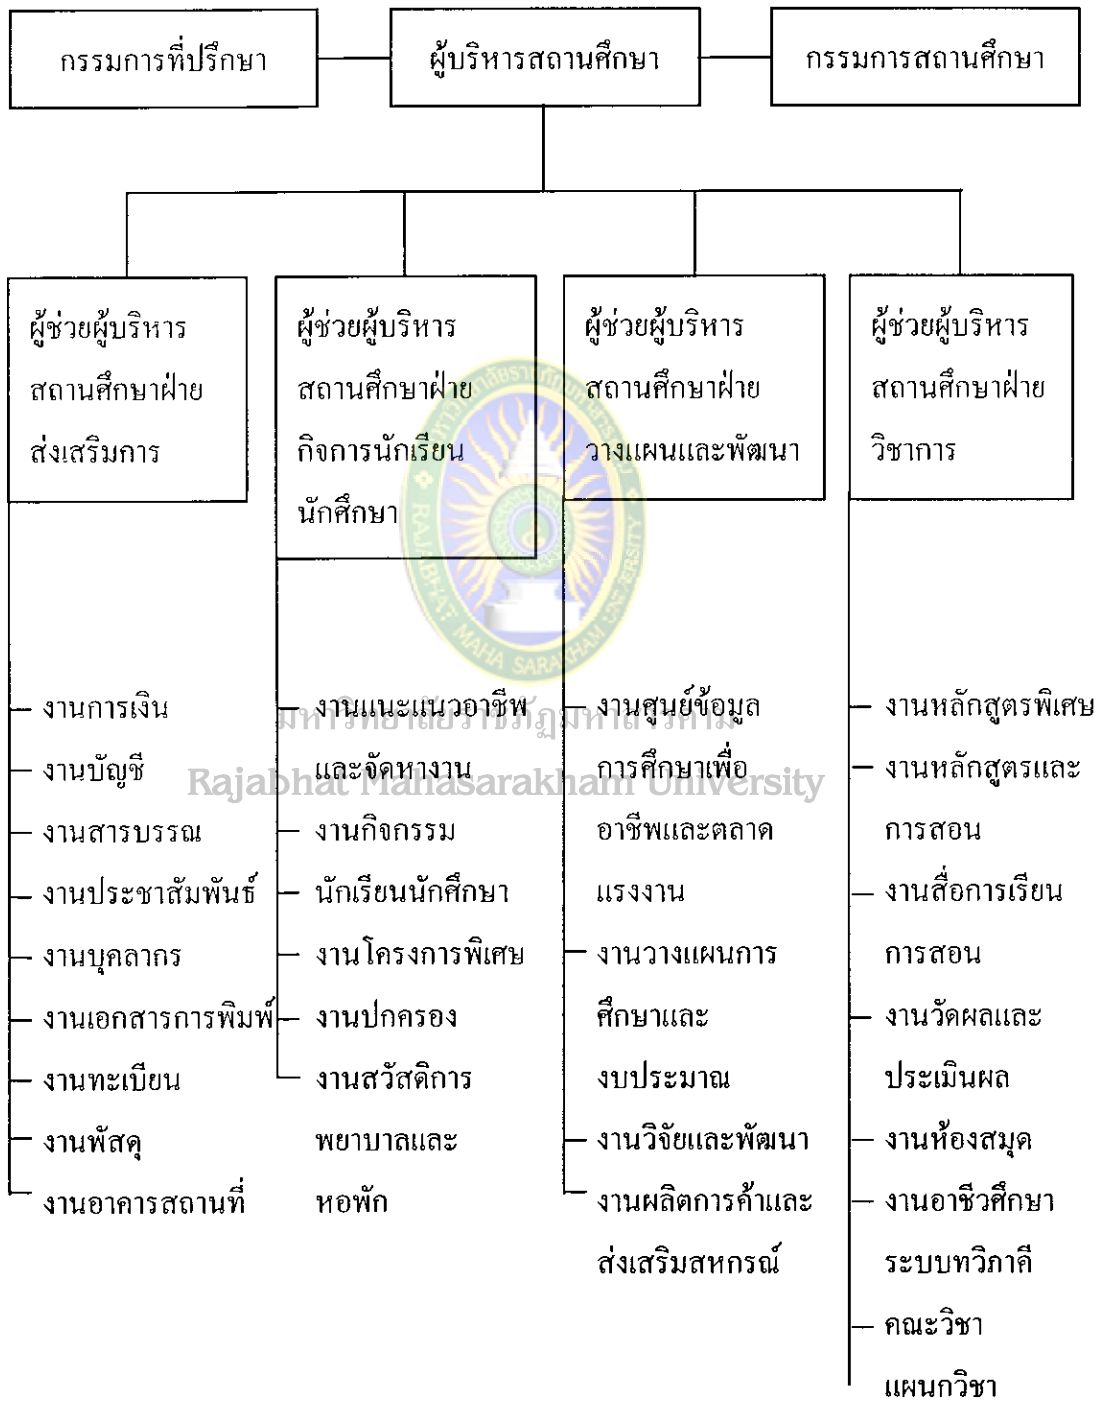 กรรมการที่ปรึกษา
ผู้บริหารสถานศึกษา
กรรมการสถานศึกษา
ผู้ช่วยผู้บริหาร
สถานศึกษาฝ่าย
ส่งเสริมการ
ผู้ช่วยผู้บริหาร
สถานศึกษาฝ่าย
กิจการนักเรียน
นักศึกษา
ผู้ช่วยผู้บริหาร
สถานศึกษาฝ่าย
วางแผนและพัฒนา
ผู้ช่วยผู้บริหาร
สถานศึกษาฝ่าย
วิชาการ
งานการเงิน
งานบัญชี
งานสารบรรณ
งานประชาสัมพันธ์
งานบุคลากร
งานเอกสารการพิมพ์
งานทะเบียน
งานพัสดุ
งานอาคารสถานที่
งานแนะแนวอาชีพ
และจัดหางาน
งานกิจกรรม
นักเรียนนักศึกษา
งานโครงการพิเศษ
งานปกครอง
งานสวัสดิการ
พยาบาลและ
หอพัก
งานศูนย์ข้อมูล
การศึกษาเพื่อ
อาชีพและตลาด
แรงงาน
งานวางแผนการ
ศึกษาและ
งบประมาณ
งานวิจัยและพัฒนา
งานผลิตการค้าและ
ส่งเสริมสหกรณ์
งานหลักสูตรพิเศษ
งานหลักสูตรและ
การสอน
งานสื่อการเรียน
การสอน
งานวัดผลและ
ประเมินผล
งานห้องสมุด
งานอาชีวศึกษา
ระบบทวิภาคี
คณะวิชา
แผนกวิชา
มหาวิทยาลัยราชภัฏมหาสารคาม
Rajabhat Mahasarakham University
RAJABHAT MAHA SARAKHAM UNIVERSITY